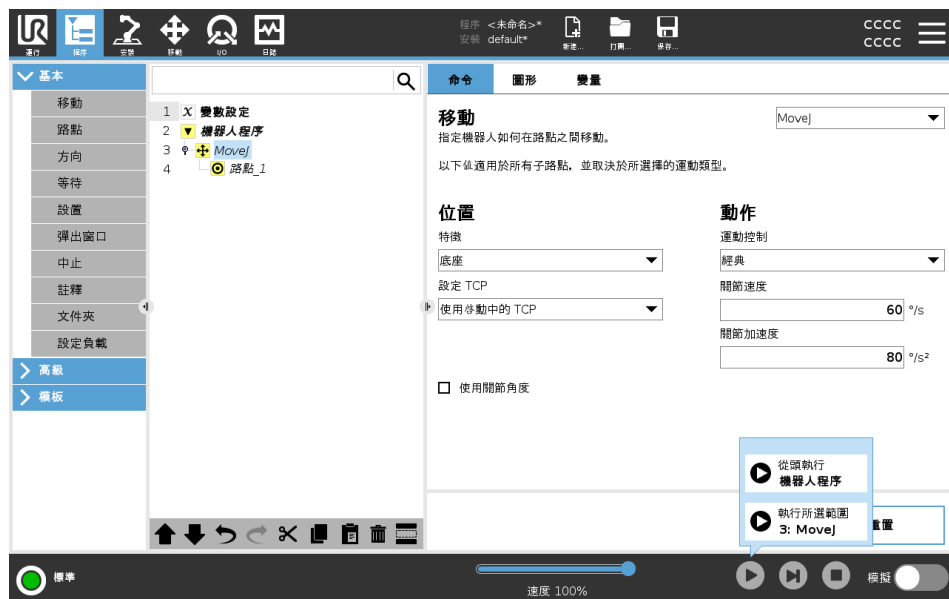 UR
運行
程序
安裝
移動
I/O
日誌
程序 <未命名>*
安裝 default*
新建...
打開...
保存...
CCCC
CCCC
基本
移動
路點
方向
等待
設置
彈出窗口
中止
註釋
文件夾
設定負載
高級
模板
1 X 變數設定
2 機器人程序
3 MoveJ
4 路點_1
命令 圖形 變量
移動
MoveJ
指定機器人如何在路點之間移動。
以下值適用於所有子路點，並取決於所選擇的運動類型。
位置
特徵
底座
設定 TCP
使用啓動中的 TCP
使用關節角度
動作
運動控制
經典
關節速度
60 °/s
關節加速度
80 °/s²
從頭執行
機器人程序
執行所選範圍
3: MoveJ
重置
標準
速度 100%
模擬